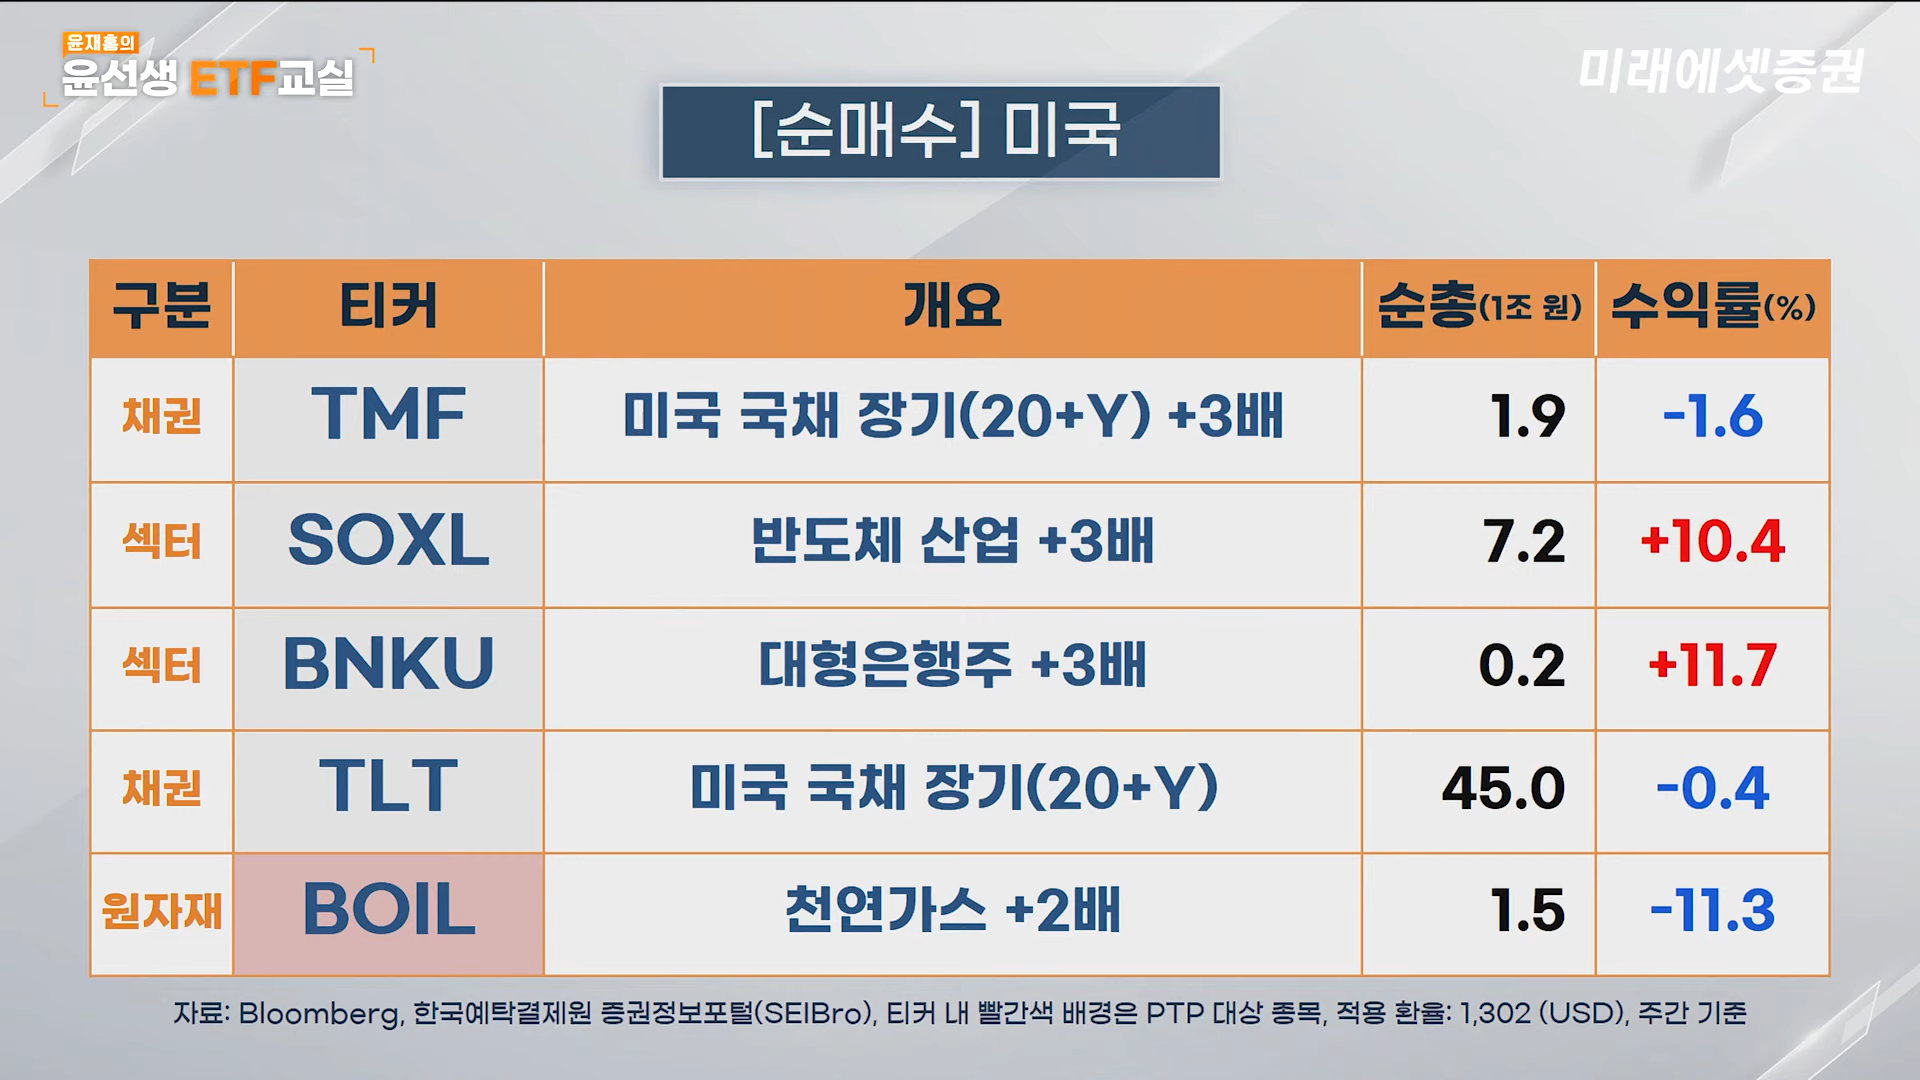 윤재홍의
윤선생 ETF교실
미래에셋증권
[순매수] 미국
구분 티커 개요 순총(1조 원) 수익률(%)
채권 TMF 미국 국채 장기(20+Y) +3배 1.9 -1.6
섹터 SOXL 반도체 산업 +3배 7.2 +10.4
섹터 BNKU 대형은행주 +3배 0.2 +11.7
채권 TLT 미국 국채 장기(20+Y) 45.0 -0.4
원자재 BOIL 천연가스 +2배 1.5 -11.3
자료: Bloomberg, 한국예탁결제원 증권정보포털(SEIBro), 티커 내 빨간색 배경은 PTP 대상 종목, 적용 환율: 1,302 (USD), 주간 기준